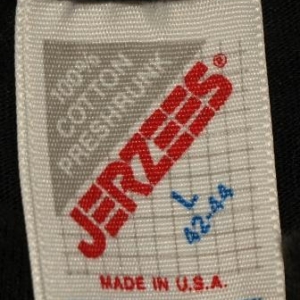 100%
COTTON
PRESHRUNK
JERZEES®
L
42-44
MADE IN U.S.A.